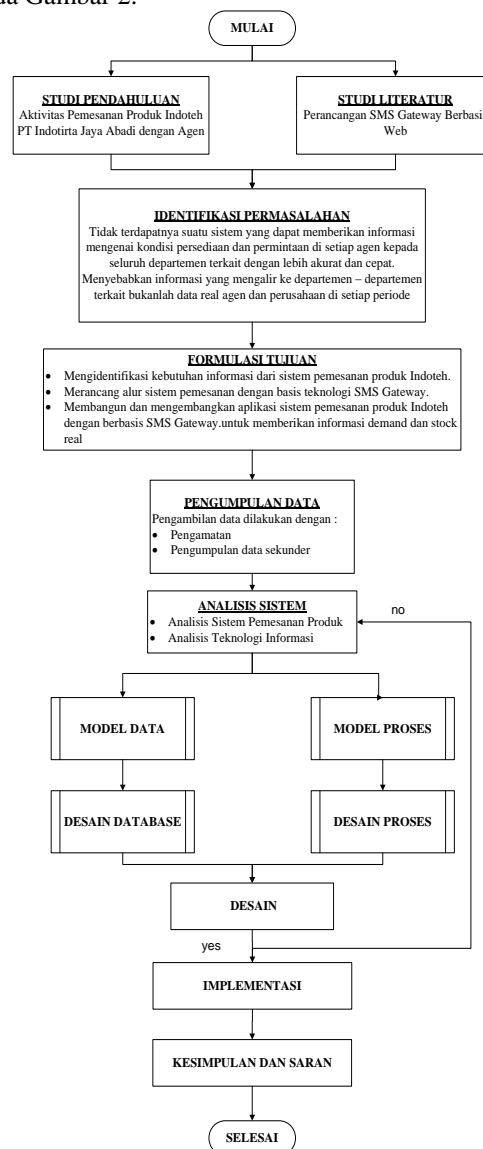 da Gambar 2.
MULAI
STUDI PENDAHULUAN
Aktivitas Pemesanan Produk Indoteh
PT Indotirta Jaya Abadi dengan Agen
STUDI LITERATUR
Perancangan SMS Gateway Berbasis
Web
IDENTIFIKASI PERMASALAHAN
Tidak terdapatnya suatu sistem yang dapat memberikan informasi
mengenai kondisi persediaan dan permintaan di setiap agen kepada
seluruh departemen terkait dengan lebih akurat dan cepat.
Menyebabkan informasi yang mengalir ke departemen – departemen
terkait bukanlah data real agen dan perusahaan di setiap periode
FORMULASI TUJUAN
• Mengidentifikasi kebutuhan informasi dari sistem pemesanan produk Indoteh.
• Merancang alur sistem pemesanan dengan basis teknologi SMS Gateway.
• Membangun dan mengembangkan aplikasi sistem pemesanan produk Indoteh
dengan berbasis SMS Gateway.untuk memberikan informasi demand dan stock
real
PENGUMPULAN DATA
Pengambilan data dilakukan dengan :
• Pengamatan
• Pengumpulan data sekunder
ANALISIS SISTEM
• Analisis Sistem Pemesanan Produk
• Analisis Teknologi Informasi
no
MODEL DATA
MODEL PROSES
DESAIN DATABASE
DESAIN PROSES
DESAIN
yes
IMPLEMENTASI
KESIMPULAN DAN SARAN
SELESAI